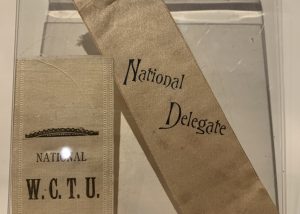 National
Delegate
NATIONAL
W. C. T. U.